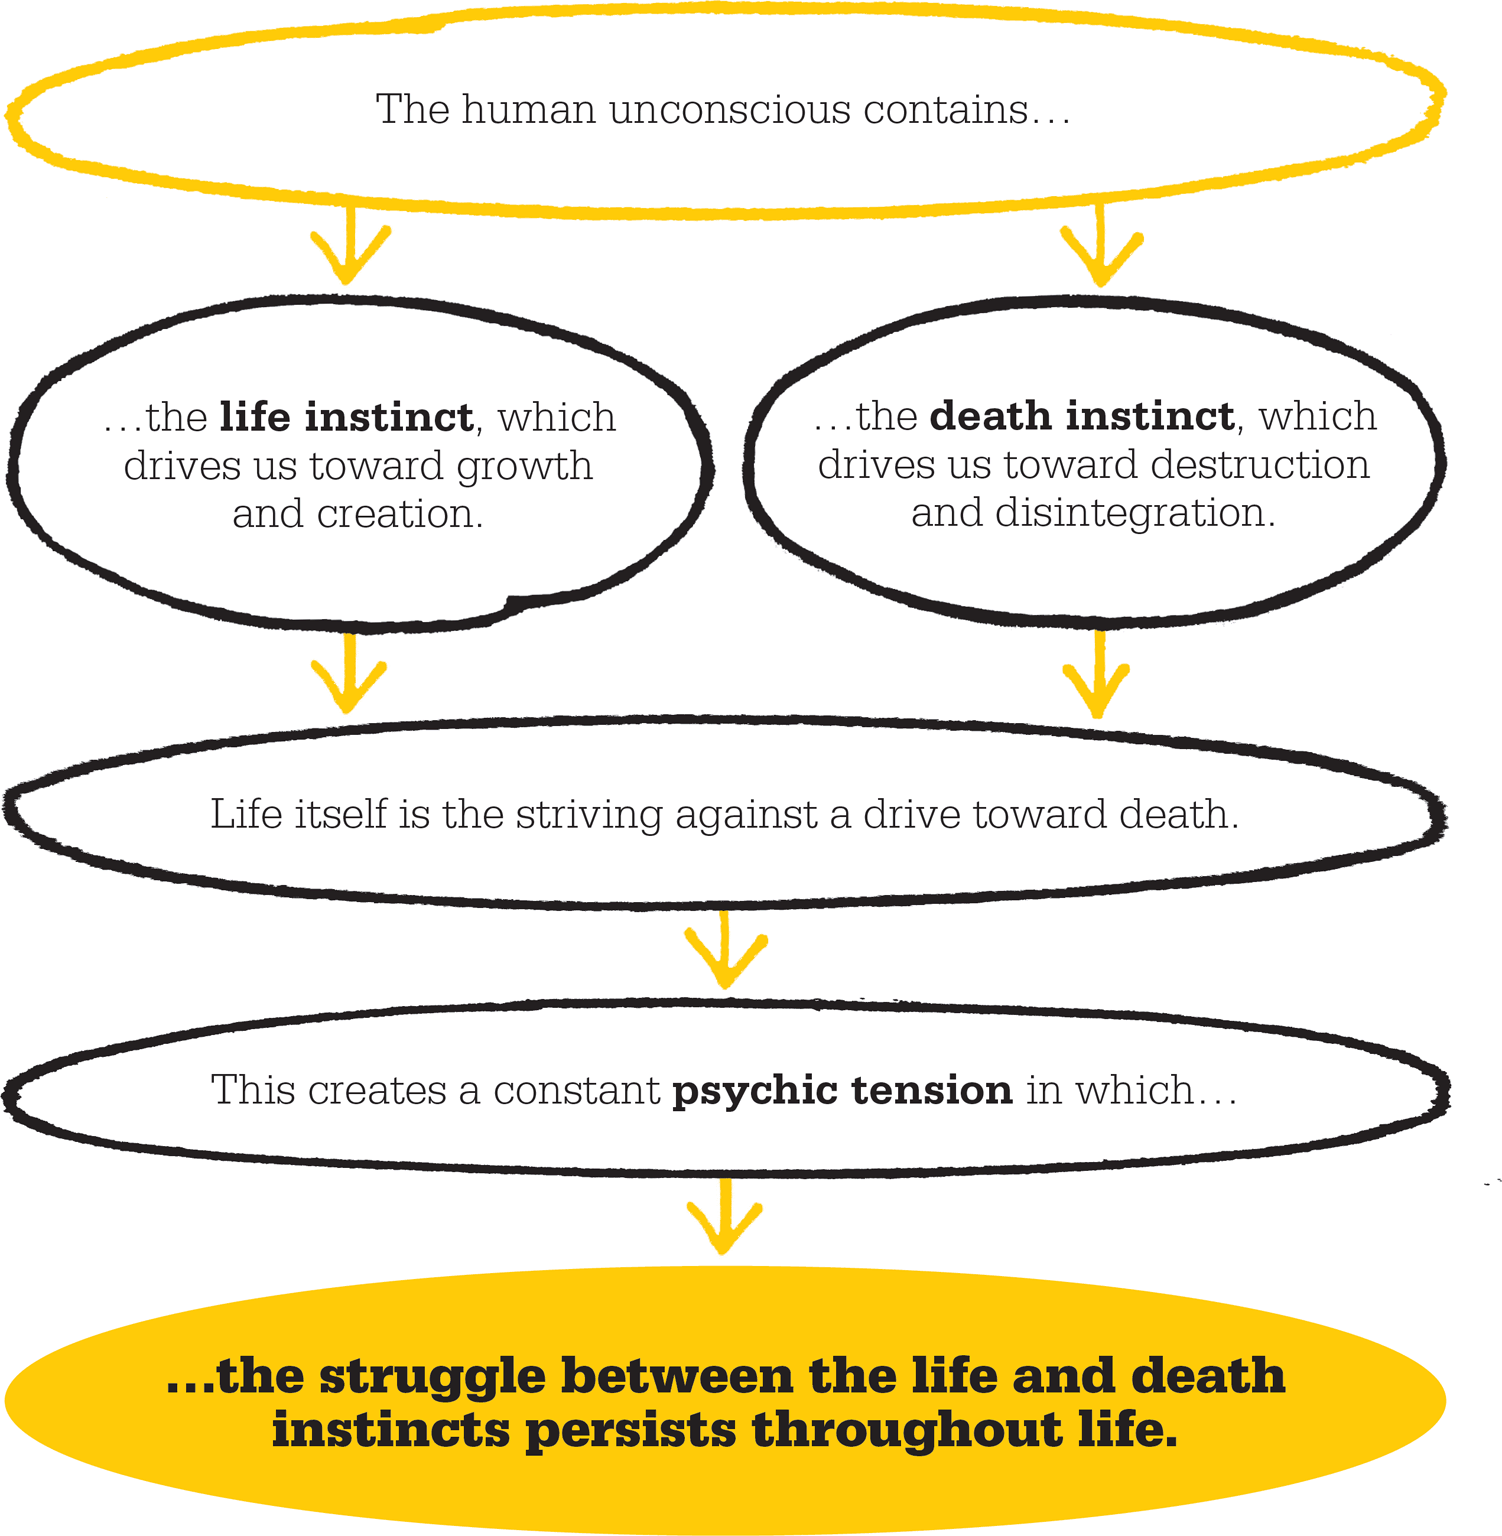 The human unconscious contains…
…the life instinct, which
drives us toward growth
and creation.
…the death instinct, which
drives us toward destruction
and disintegration.
Life itself is the striving against a drive toward death.
This creates a constant psychic tension in which…
…the struggle between the life and death
instincts persists throughout life.